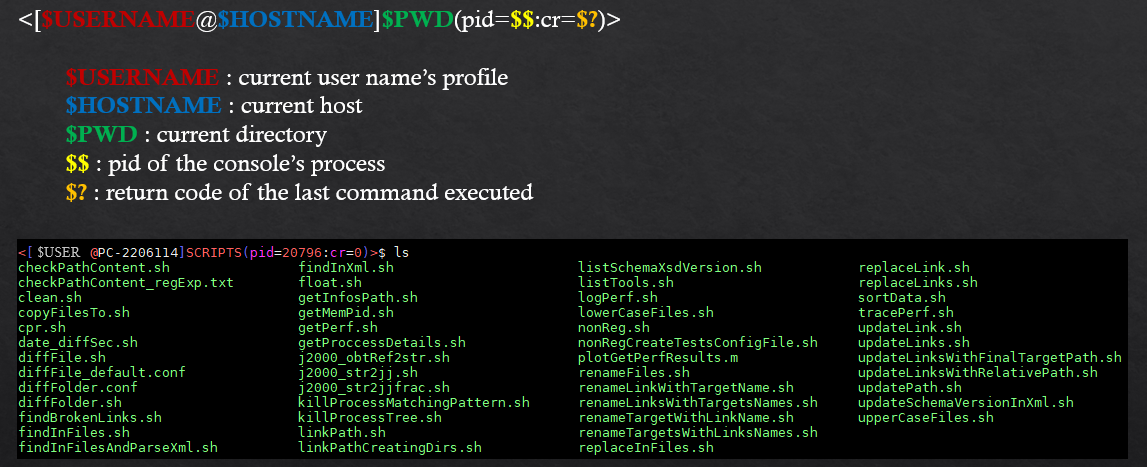 <[$USERNAME@$HOSTNAME]$PWD(pid=$$:cr=$?)>
$USERNAME : current user name’s profile
$HOSTNAME : current host
$PWD : current directory
$$ : pid of the console’s process
$? : return code of the last command executed
<[ $USER @PC-2206114]SCRIPTS(pid=20796:cr=0)>$ ls
checkPathContent.sh findInXml.sh listSchemaXsdVersion.sh replaceLink.sh
checkPathContent_regExp.txt float.sh listTools.sh replaceLinks.sh
clean.sh getInfosPath.sh logPerf.sh sortData.sh
copyFilesTo.sh getMemPid.sh lowerCaseFiles.sh tracePerf.sh
cpr.sh getPerf.sh nonReg.sh updateLink.sh
date_diffSec.sh getProccessDetails.sh nonRegCreateTestsConfigFile.sh updateLinks.sh
diffFile.sh j2000_obtRef2str.sh plotGetPerfResults.m updateLinksWithFinalTargetPath.sh
diffFile_default.conf j2000_str2jj.sh renameFiles.sh updateLinksWithRelativePath.sh
diffFolder.conf j2000_str2jjfrac.sh renameLinkWithTargetName.sh updatePath.sh
diffFolder.sh killProcessMatchingPattern.sh renameLinksWithTargetsNames.sh updateSchemaVersionInXml.sh
findBrokenLinks.sh killProcessTree.sh renameTargetWithLinkName.sh upperCaseFiles.sh
findInFiles.sh linkPath.sh renameTargetsWithLinksNames.sh
findInFilesAndParseXml.sh linkPathCreatingDirs.sh replaceInFiles.sh